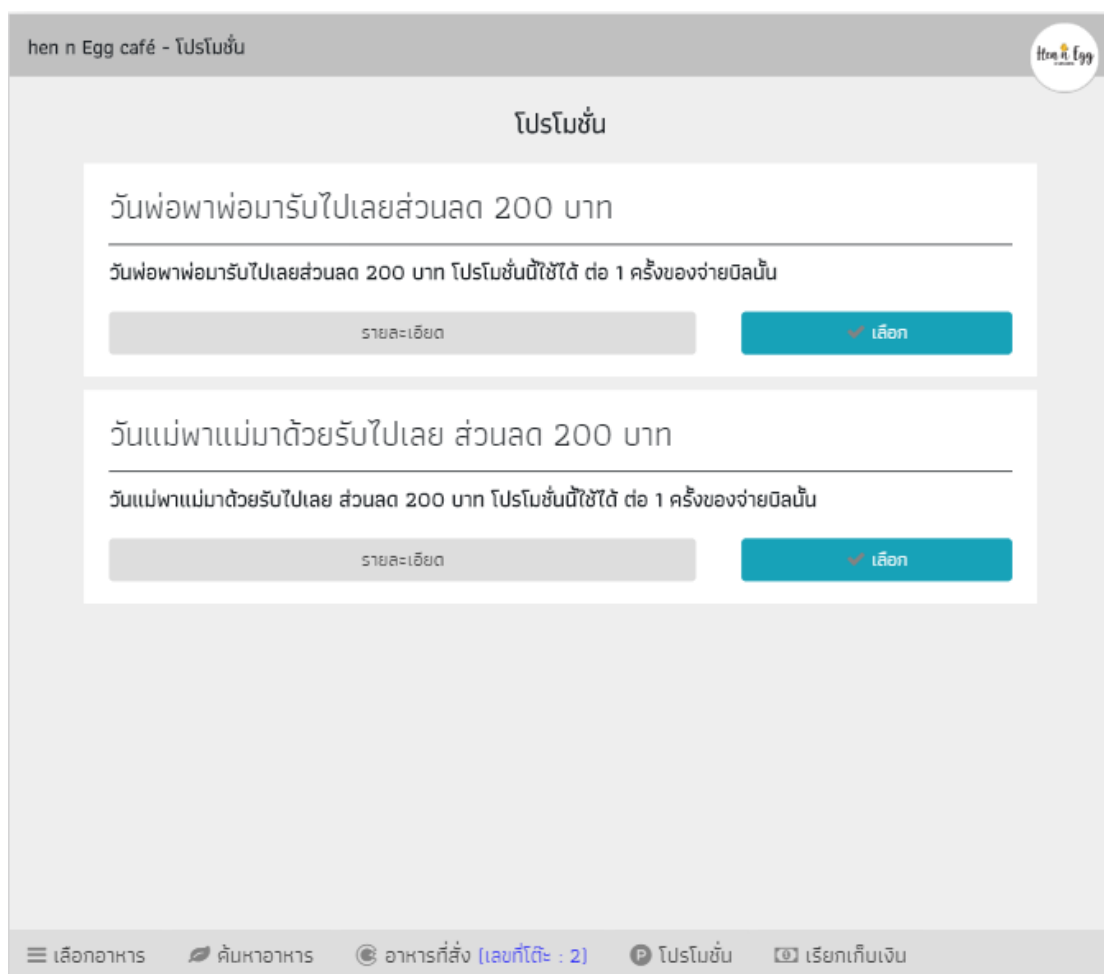 hen n Egg café - โปรโมชั่น
Hen n Egg
โปรโมชั่น
วันพ่อพาพ่อมารับไปเลยส่วนลด 200 บาท
วันพ่อพาพ่อมารับไปเลยส่วนลด 200 บาท โปรโมชั่นนี้ใช้ได้ ต่อ 1 ครั้งของจ่ายบิลนั้น
รายละเอียด เลือก
วันแม่พาแม่มาด้วยรับไปเลย ส่วนลด 200 บาท
วันแม่พาแม่มาด้วยรับไปเลย ส่วนลด 200 บาท โปรโมชั่นนี้ใช้ได้ ต่อ 1 ครั้งของจ่ายบิลนั้น
รายละเอียด เลือก
เลือกอาหาร ค้นหาอาหาร อาหารที่สั่ง (เลขที่โต๊ะ : 2) โปรโมชั่น เรียกเก็บเงิน